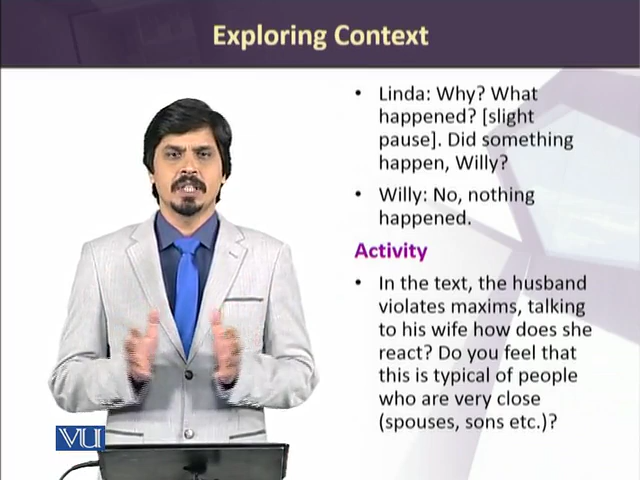 Exploring Context
• Linda: Why? What
happened? [slight
pause]. Did something
happen, Willy?
• Willy: No, nothing
happened.
Activity
• In the text, the husband
violates maxims, talking
to his wife how does she
react? Do you feel that
this is typical of people
who are very close
(spouses, sons etc.)?
VU